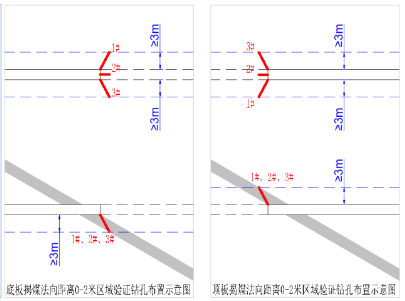 1#
≥3m
2#
3#
≥3m
≥3m
1#、2#、3#
底板揭煤法向距离0-2米区域验证钻孔布置示意图
3#
≥3m
2#
1#
≥3m
≥3m
1#、2#、3#
顶板揭煤法向距离0-2米区域验证钻孔布置示意图